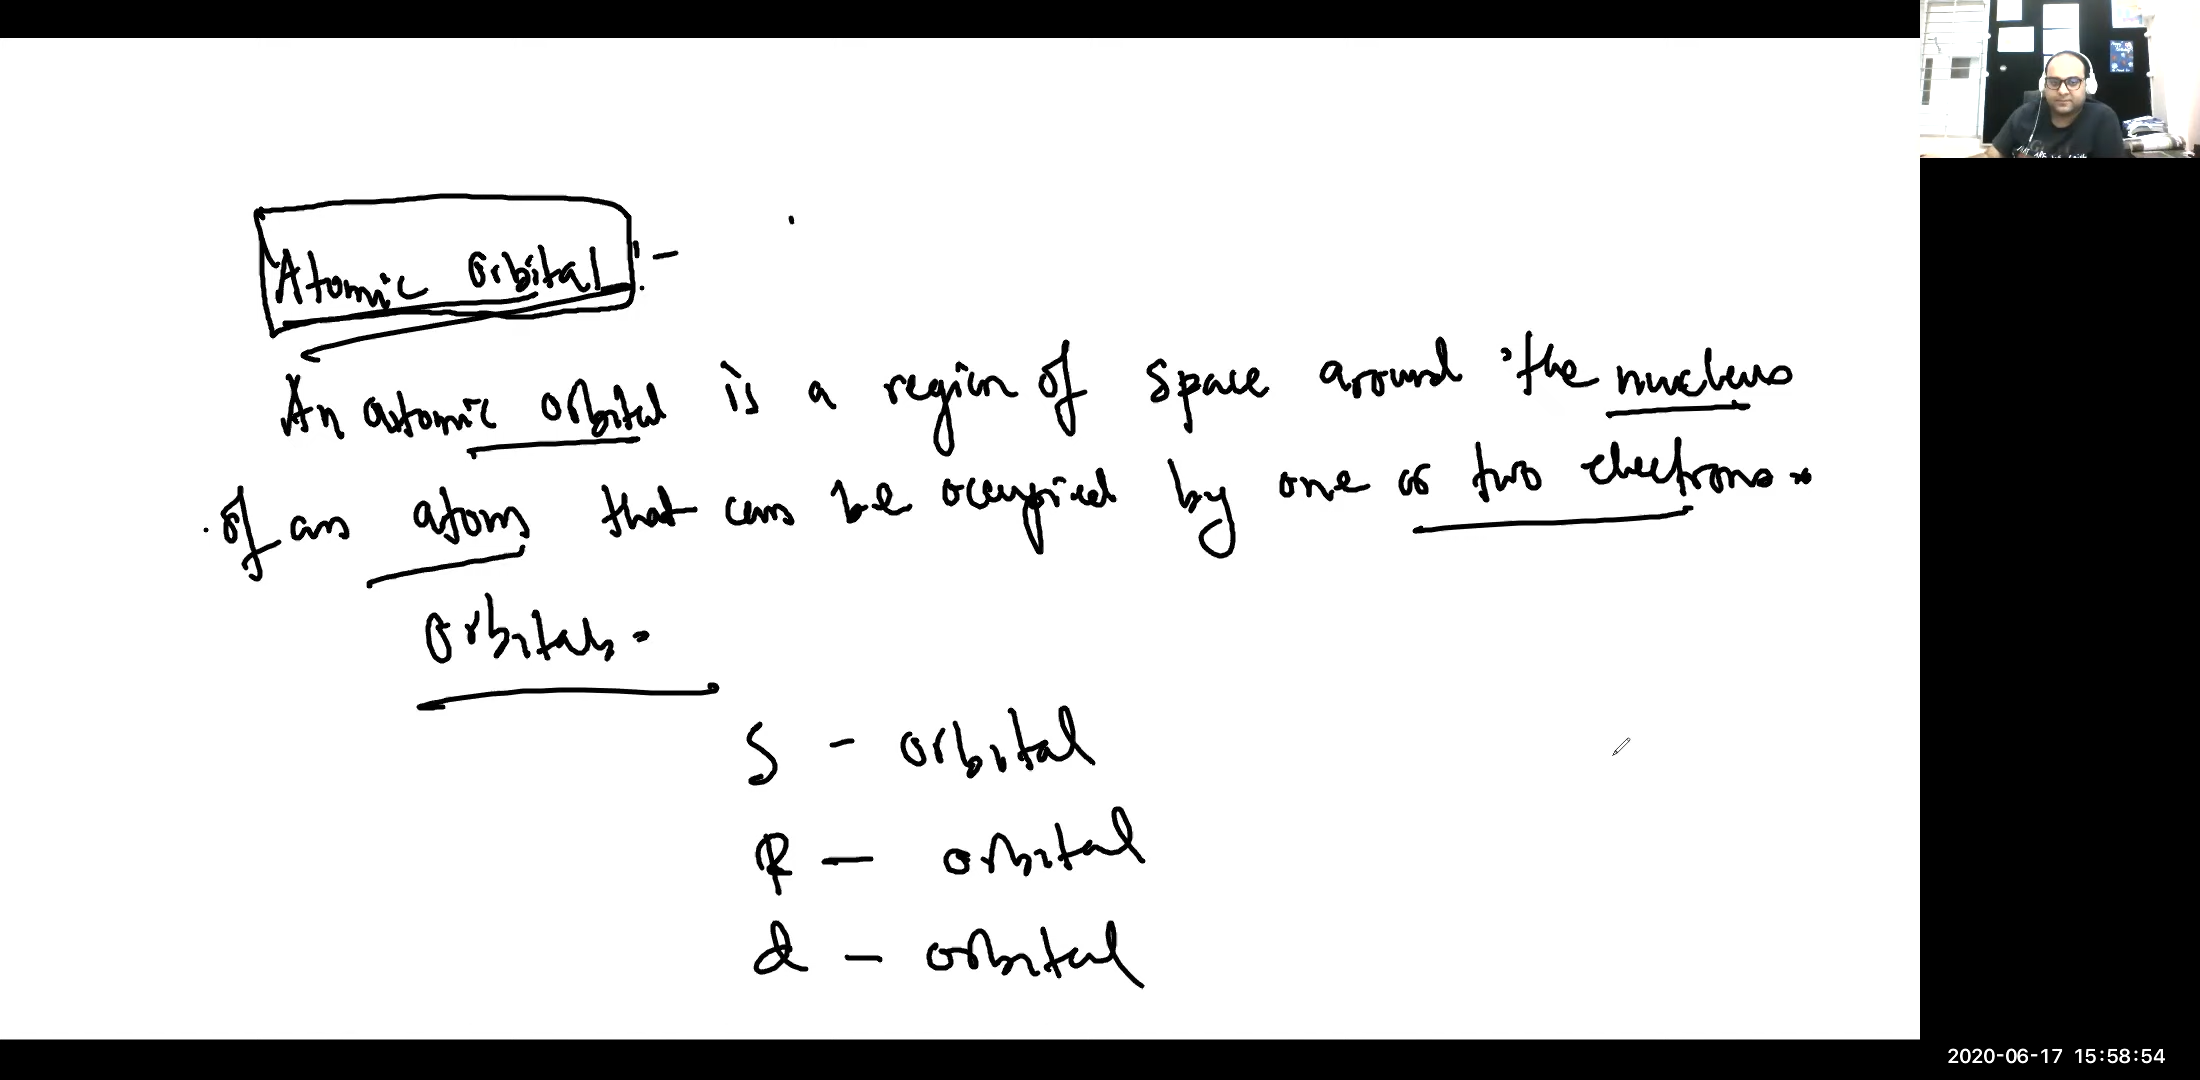 Atomic Orbital :-
An atomic orbital is a region of space around the nucleus
of an atom that can be occupied by one or two electrons.
Orbitals.
S - orbital
P - orbital
d - orbital
2020-06-17 15:58:54